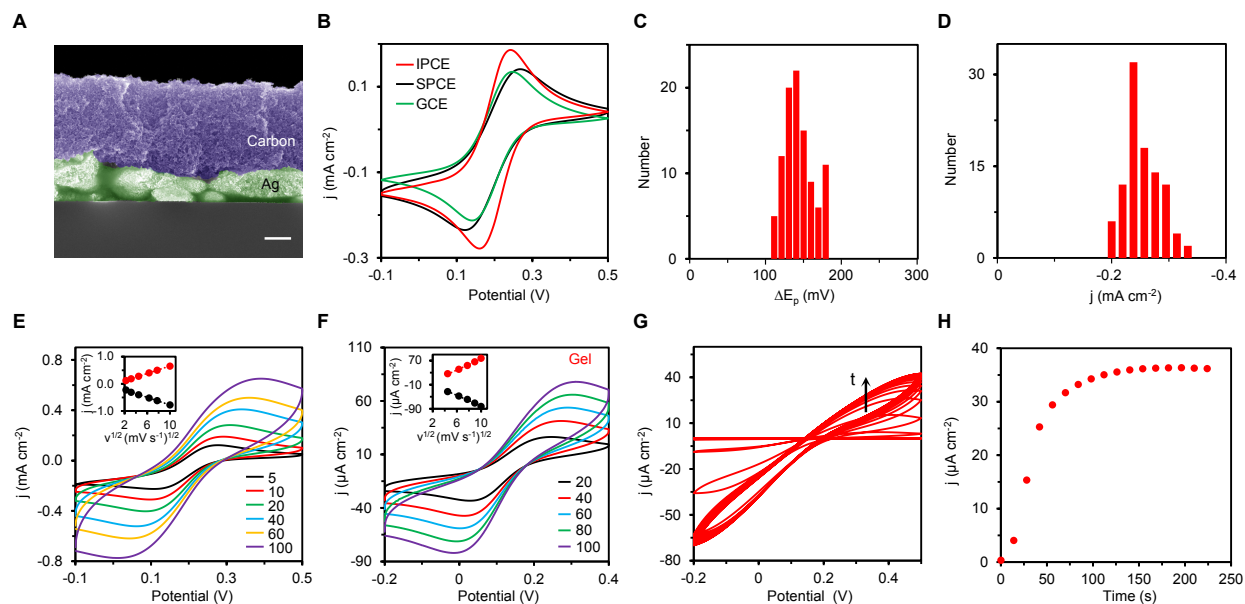 A
Carbon
Ag
B
IPCE
SPCE
GCE
0.1
-0.1
-0.3
-0.1
0.1
0.3
0.5
j (mA cm-2)
Potential (V)
C
20
10
0
0
100
200
300
Number
ΔEp (mV)
D
30
15
0
0
-0.2
-0.4
Number
j (mA cm-2)
E
0.8
0.4
0.0
-0.4
-0.8
-0.1
0.1
0.3
0.5
j (mA cm-2)
Potential (V)
1.0
0.0
-1.0
2
4
6
8
10
j (mA cm-2)
v1/2 (mV s-1)1/2
5
10
20
40
60
100
F
Gel
110
70
30
-10
-50
-90
-0.2
0
0.2
0.4
j (μA cm-2)
Potential (V)
70
-10
-90
2
4
6
8
10
j (μA cm-2)
v1/2 (mV s-1)1/2
20
40
60
80
100
G
t
40
0
-40
-80
-0.2
0
0.2
0.4
j (μA cm-2)
Potential (V)
H
40
30
20
10
0
0
50
100
150
200
250
j (μA cm-2)
Time (s)